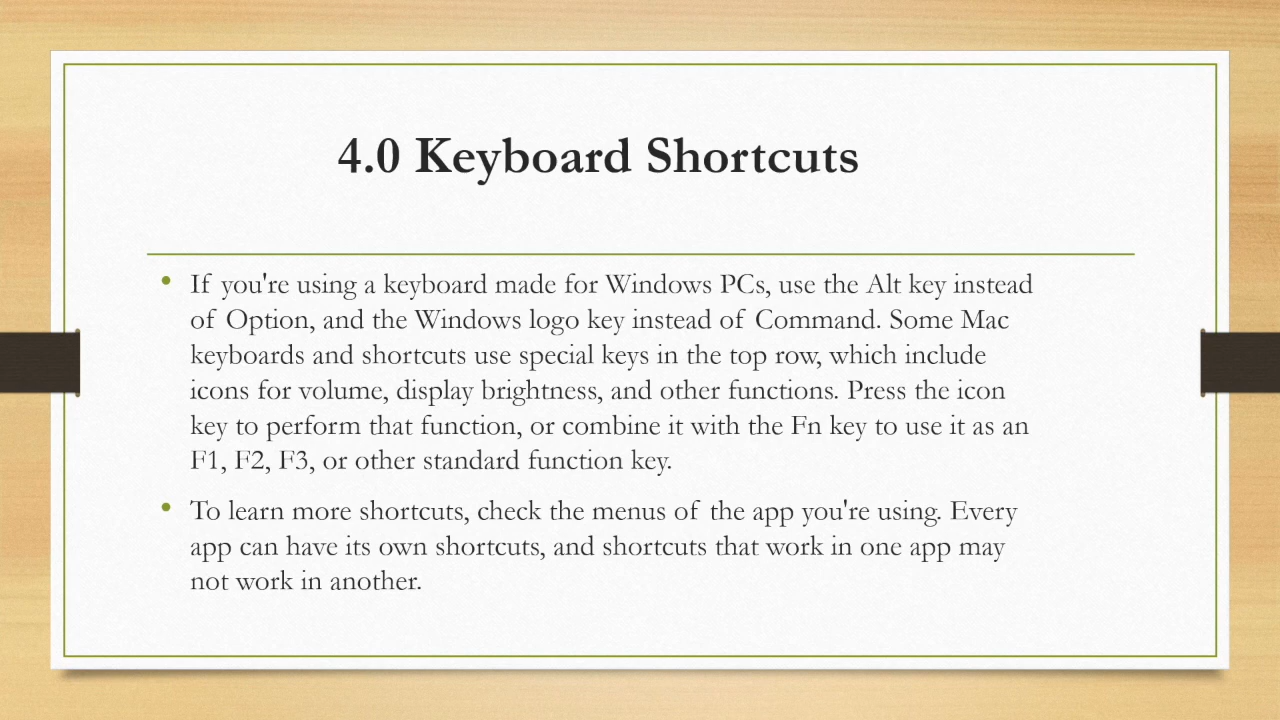 4.0 Keyboard Shortcuts
• If you're using a keyboard made for Windows PCs, use the Alt key instead
of Option, and the Windows logo key instead of Command. Some Mac
keyboards and shortcuts use special keys in the top row, which include
icons for volume, display brightness, and other functions. Press the icon
key to perform that function, or combine it with the Fn key to use it as an
F1, F2, F3, or other standard function key.
• To learn more shortcuts, check the menus of the app you're using. Every
app can have its own shortcuts, and shortcuts that work in one app may
not work in another.